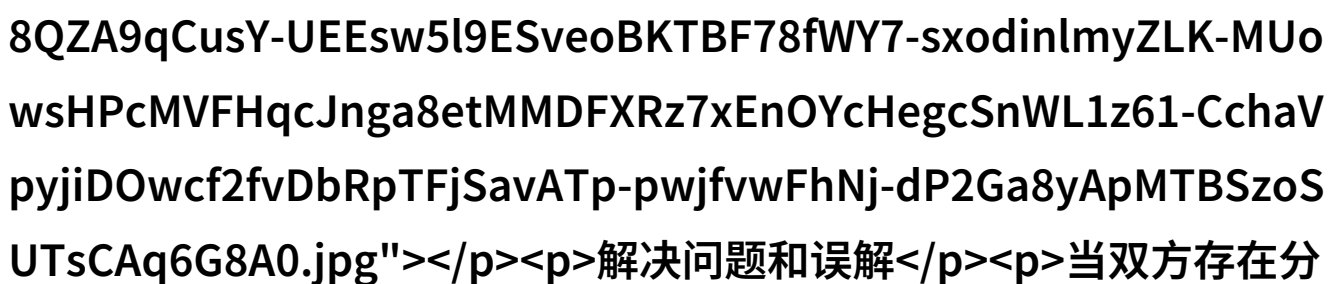 8QZA9qCusY-UEEsw5l9ESveoBKTBF78fWY7-sxodinlmyZLK-MUo
wsHPcMVFHqcJnga8etMMDFXRz7xEnOYcHegcSnWL1z61-CchaV
pyjiDOwcf2fvDbRpTFjSavATp-pwjfvwFhNj-dP2Ga8yApMTBSzoS
UTsCAq6G8A0.jpg"></p><p>解决问题和误解</p><p>当双方存在分